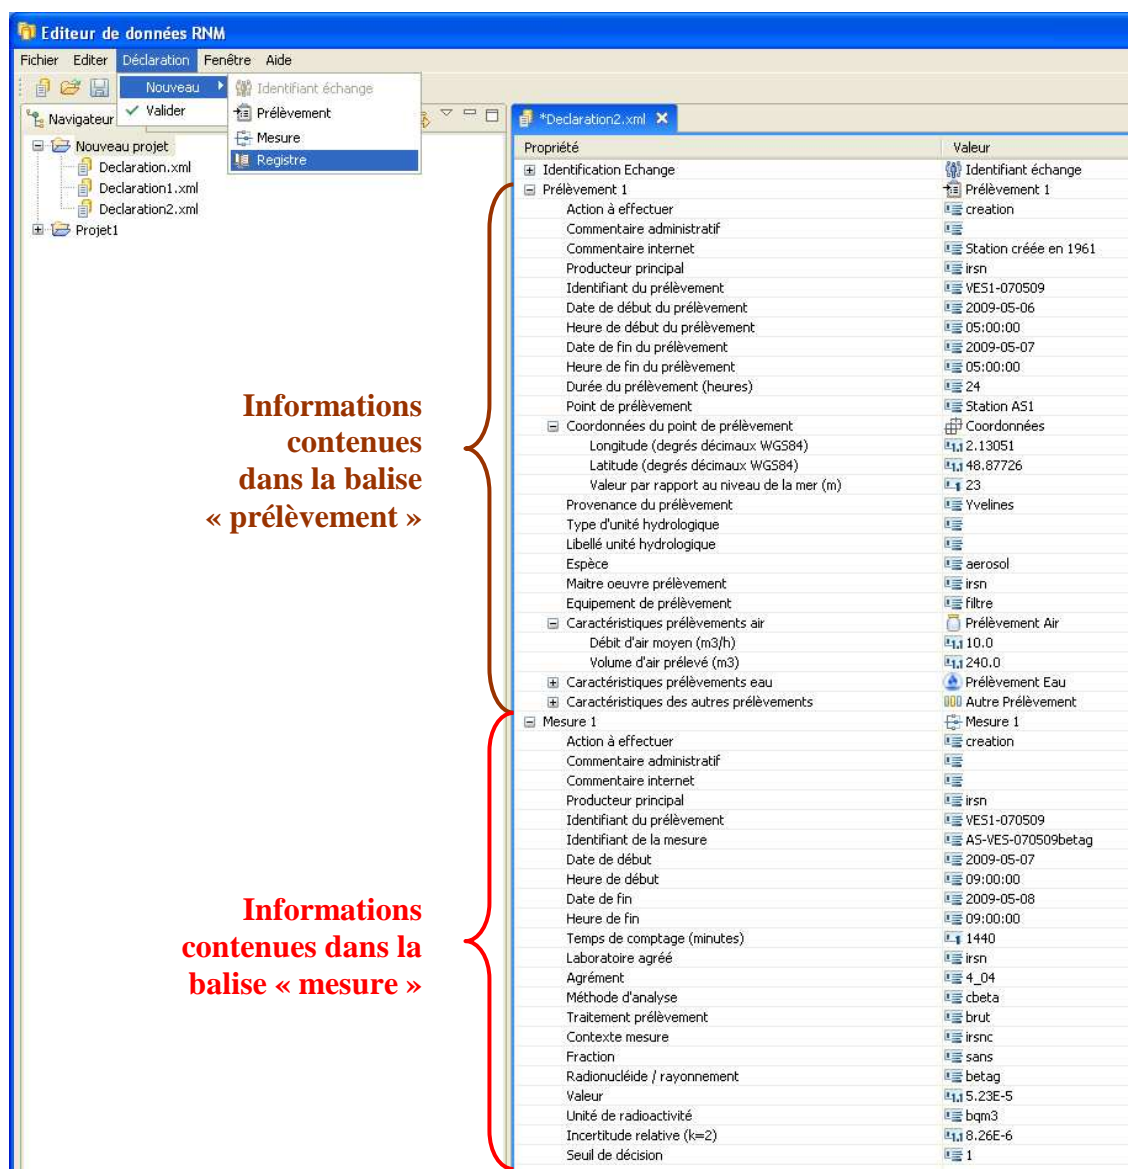 Editeur de données RNM
Fichier Editer Déclaration Fenêtre Aide
Nouveau
Valider
Identifiant échange
Prélèvement
Mesure
Registre
Navigateur
Nouveau projet
Declaration.xml
Declaration1.xml
Declaration2.xml
Projet1
*Declaration2.xml
Propriété Valeur
Identification Echange Identifiant échange
Prélèvement 1 Prélèvement 1
Action à effectuer creation
Commentaire administratif
Commentaire internet Station créée en 1961
Producteur principal irsn
Identifiant du prélèvement VES1-070509
Date de début du prélèvement 2009-05-06
Heure de début du prélèvement 05:00:00
Date de fin du prélèvement 2009-05-07
Heure de fin du prélèvement 05:00:00
Durée du prélèvement (heures) 24
Point de prélèvement Station AS1
Coordonnées du point de prélèvement Coordonnées
Longitude (degrés décimaux WGS84) 2.13051
Latitude (degrés décimaux WGS84) 48.87726
Valeur par rapport au niveau de la mer (m) 23
Provenance du prélèvement Yvelines
Type d'unité hydrologique
Libellé unité hydrologique
Espèce aerosol
Maitre oeuvre prélèvement irsn
Equipement de prélèvement filtre
Caractéristiques prélèvements air Prélèvement Air
Débit d'air moyen (m3/h) 10.0
Volume d'air prélevé (m3) 240.0
Caractéristiques prélèvements eau Prélèvement Eau
Caractéristiques des autres prélèvements Autre Prélèvement
Mesure 1 Mesure 1
Action à effectuer creation
Commentaire administratif
Commentaire internet
Producteur principal irsn
Identifiant du prélèvement VES1-070509
Identifiant de la mesure AS-VES-070509betag
Date de début 2009-05-07
Heure de début 09:00:00
Date de fin 2009-05-08
Heure de fin 09:00:00
Temps de comptage (minutes) 1440
Laboratoire agréé irsn
Agrément 4_04
Méthode d'analyse cbeta
Traitement prélèvement brut
Contexte mesure irsnc
Fraction sans
Radionucléide / rayonnement betag
Valeur 5.23E-5
Unité de radioactivité bqm3
Incertitude relative (k=2) 8.26E-6
Seuil de décision 1
Informations
contenues
dans la balise
« prélèvement »
Informations
contenues dans la
balise « mesure »